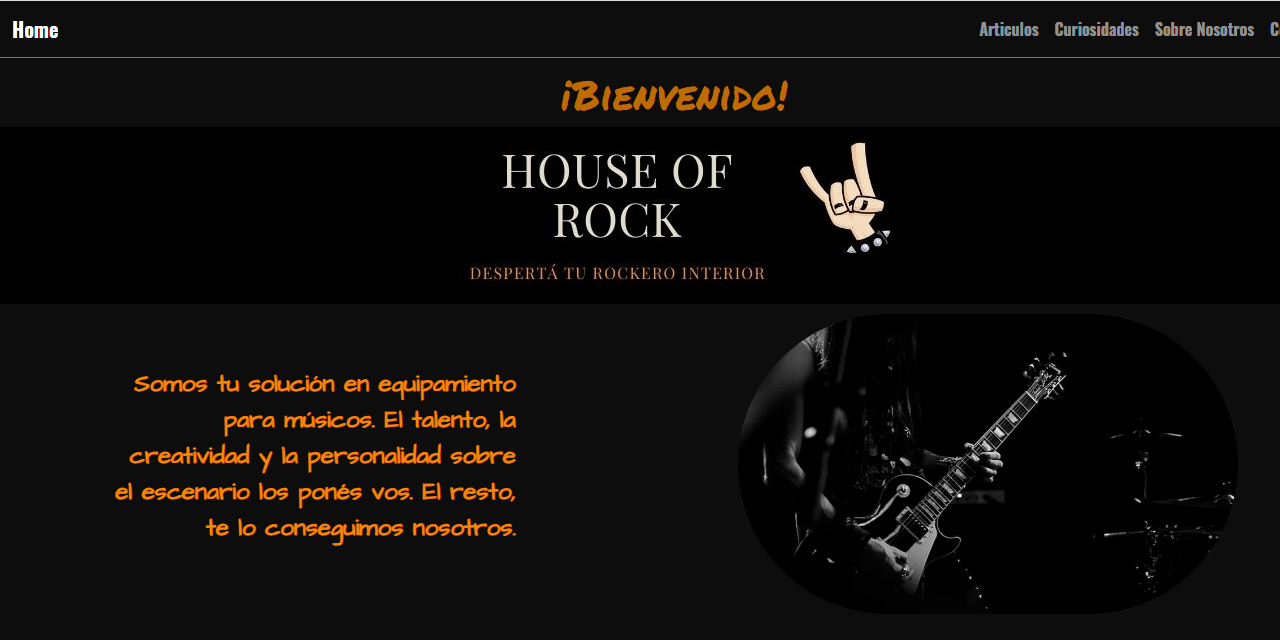 Home
Articulos Curiosidades Sobre Nosotros
¡BIENVENIDO!
HOUSE OF
ROCK
DESPERTÁ TU ROCKERO INTERIOR
Somos tu solución en equipamiento
para músicos. El talento, la
creatividad y la personalidad sobre
el escenario los ponés vos. El resto,
te lo conseguimos nosotros.